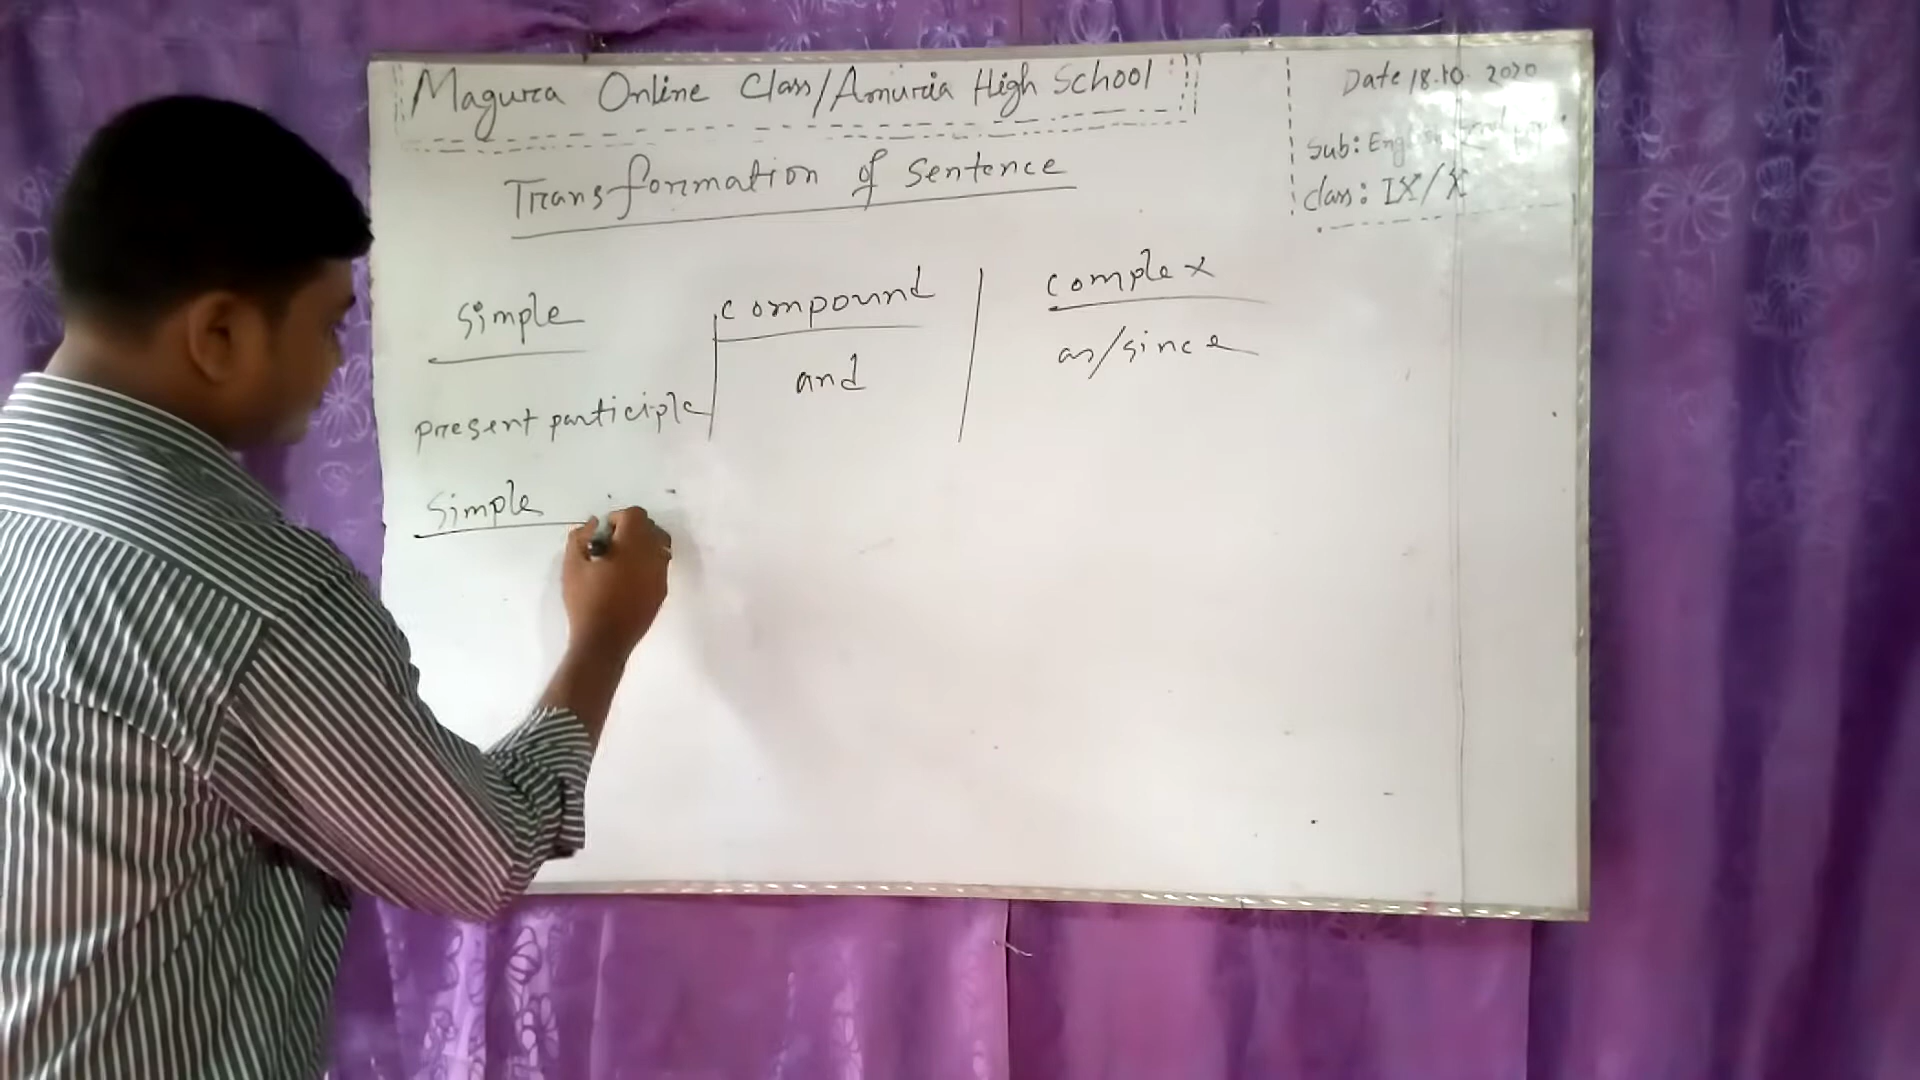 Magura Online Class/Amuria High School
Date 18.10.2020
Sub: English
Class: IX/X
Transformation of Sentence
Simple
compound
complex
present participle
and
as/since
Simple